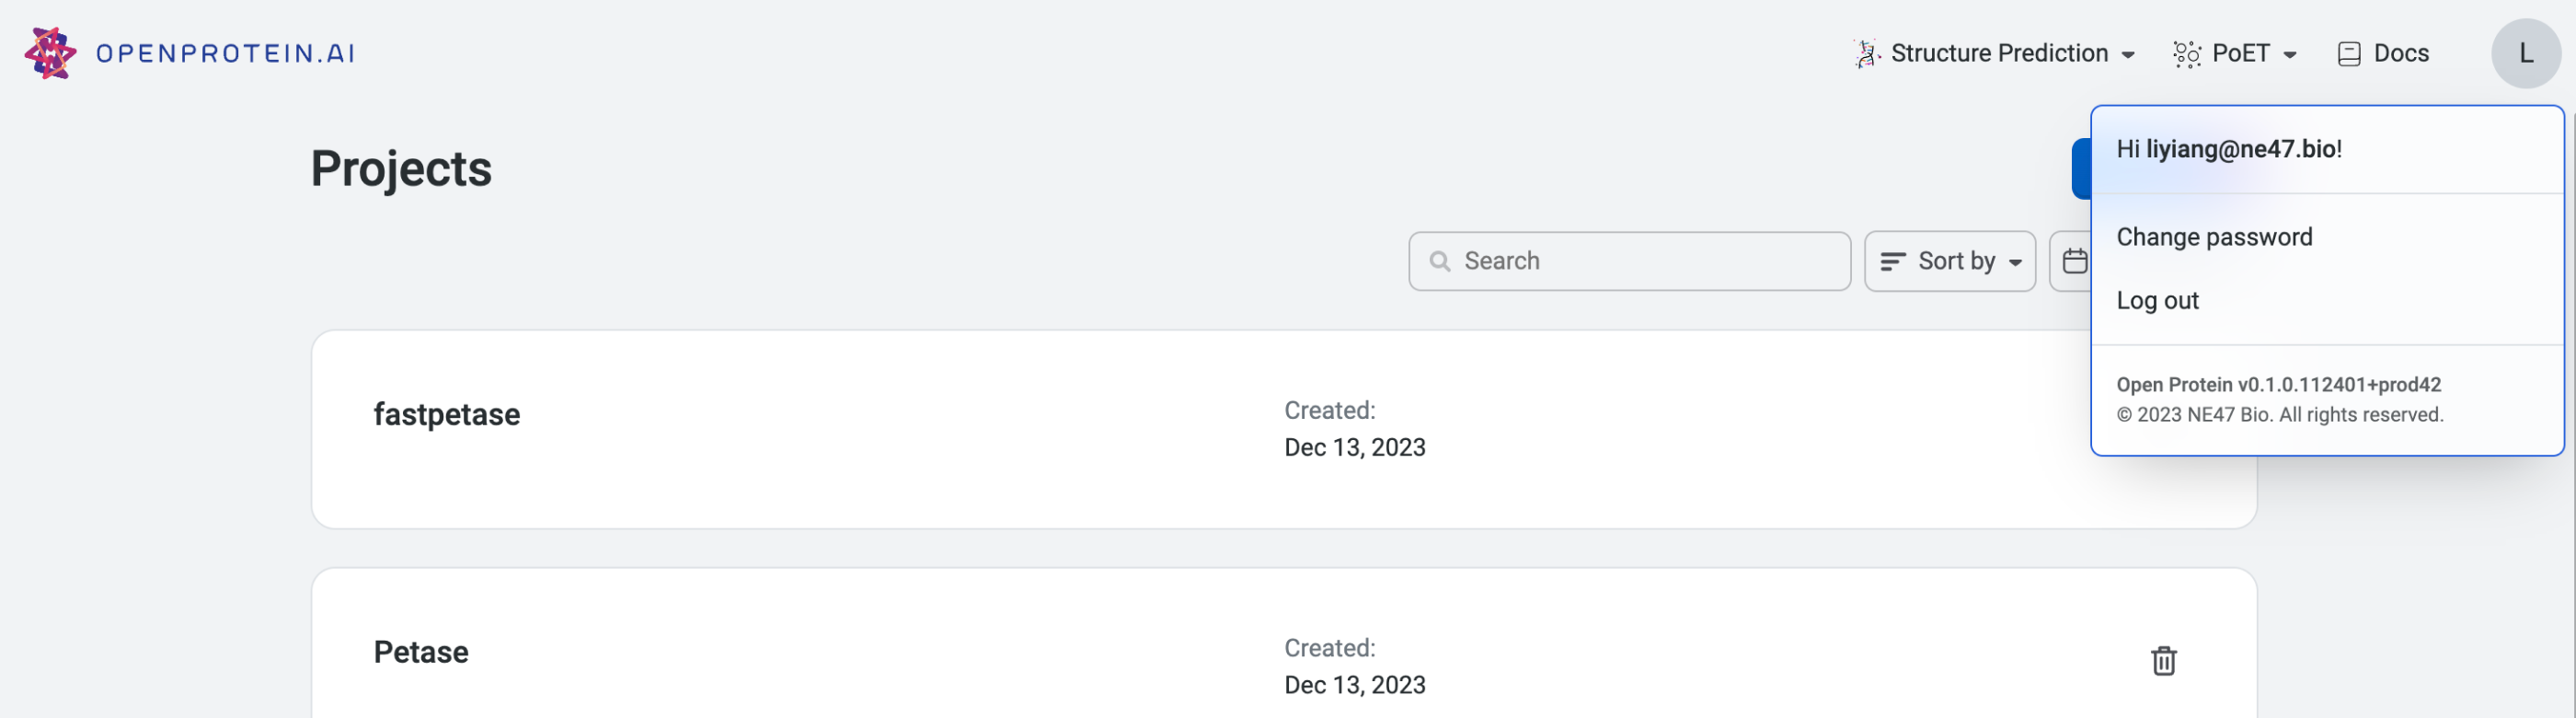 OPENPROTEIN.AI
Structure Prediction
PoET
Docs
L
Projects
Hi liyiang@ne47.bio!
Change password
Log out
Open Protein v0.1.0.112401+prod42
© 2023 NE47 Bio. All rights reserved.
Search
Sort by
fastpetase
Created:
Dec 13, 2023
Petase
Created:
Dec 13, 2023